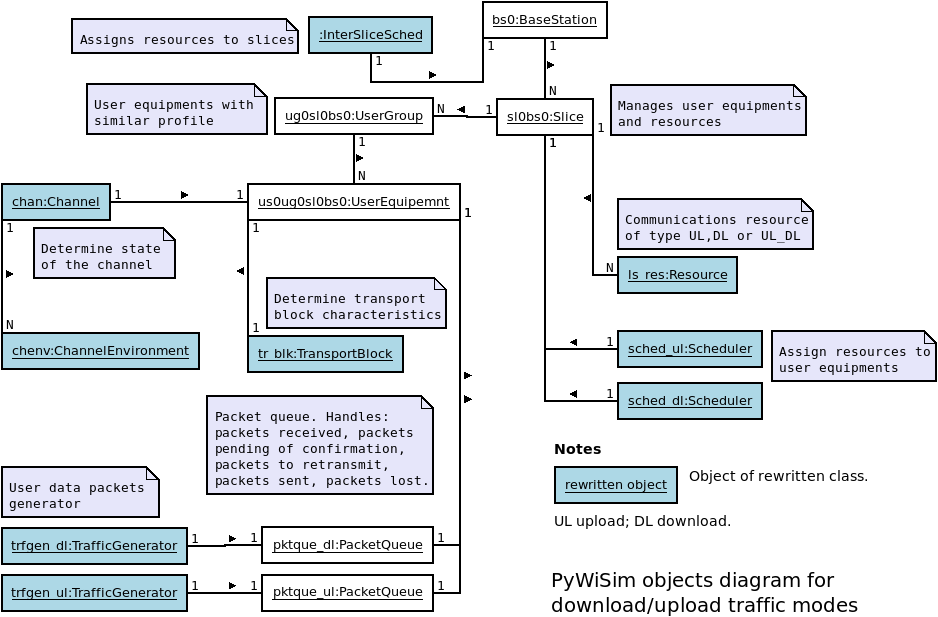 bs0:BaseStation
:InterSliceSched
Assigns resources to slices
1
1
1
N
User equipments with
similar profile
ug0sl0bs0:UserGroup
N
1
sl0bs0:Slice
1
Manages user equipments
and resources
1
N
1
chan:Channel
1
1
us0ug0sl0bs0:UserEquipemnt
1
1
1
Determine state
of the channel
Communications resource
of type UL,DL or UL_DL
N
ls_res:Resource
Determine transport
block characteristics
N
1
chenv:ChannelEnvironment
tr_blk:TransportBlock
1
sched_ul:Scheduler
Assign resources to
user equipments
1
sched_dl:Scheduler
Packet queue. Handles:
packets received, packets
pending of confirmation,
packets to retransmit,
packets sent, packets lost.
Notes
rewritten object
Object of rewritten class.
UL upload; DL download.
User data packets
generator
trfgen_dl:TrafficGenerator
1
1
pktque_dl:PacketQueue
1
trfgen_ul:TrafficGenerator
1
1
pktque_ul:PacketQueue
1
PyWiSim objects diagram for
download/upload traffic modes